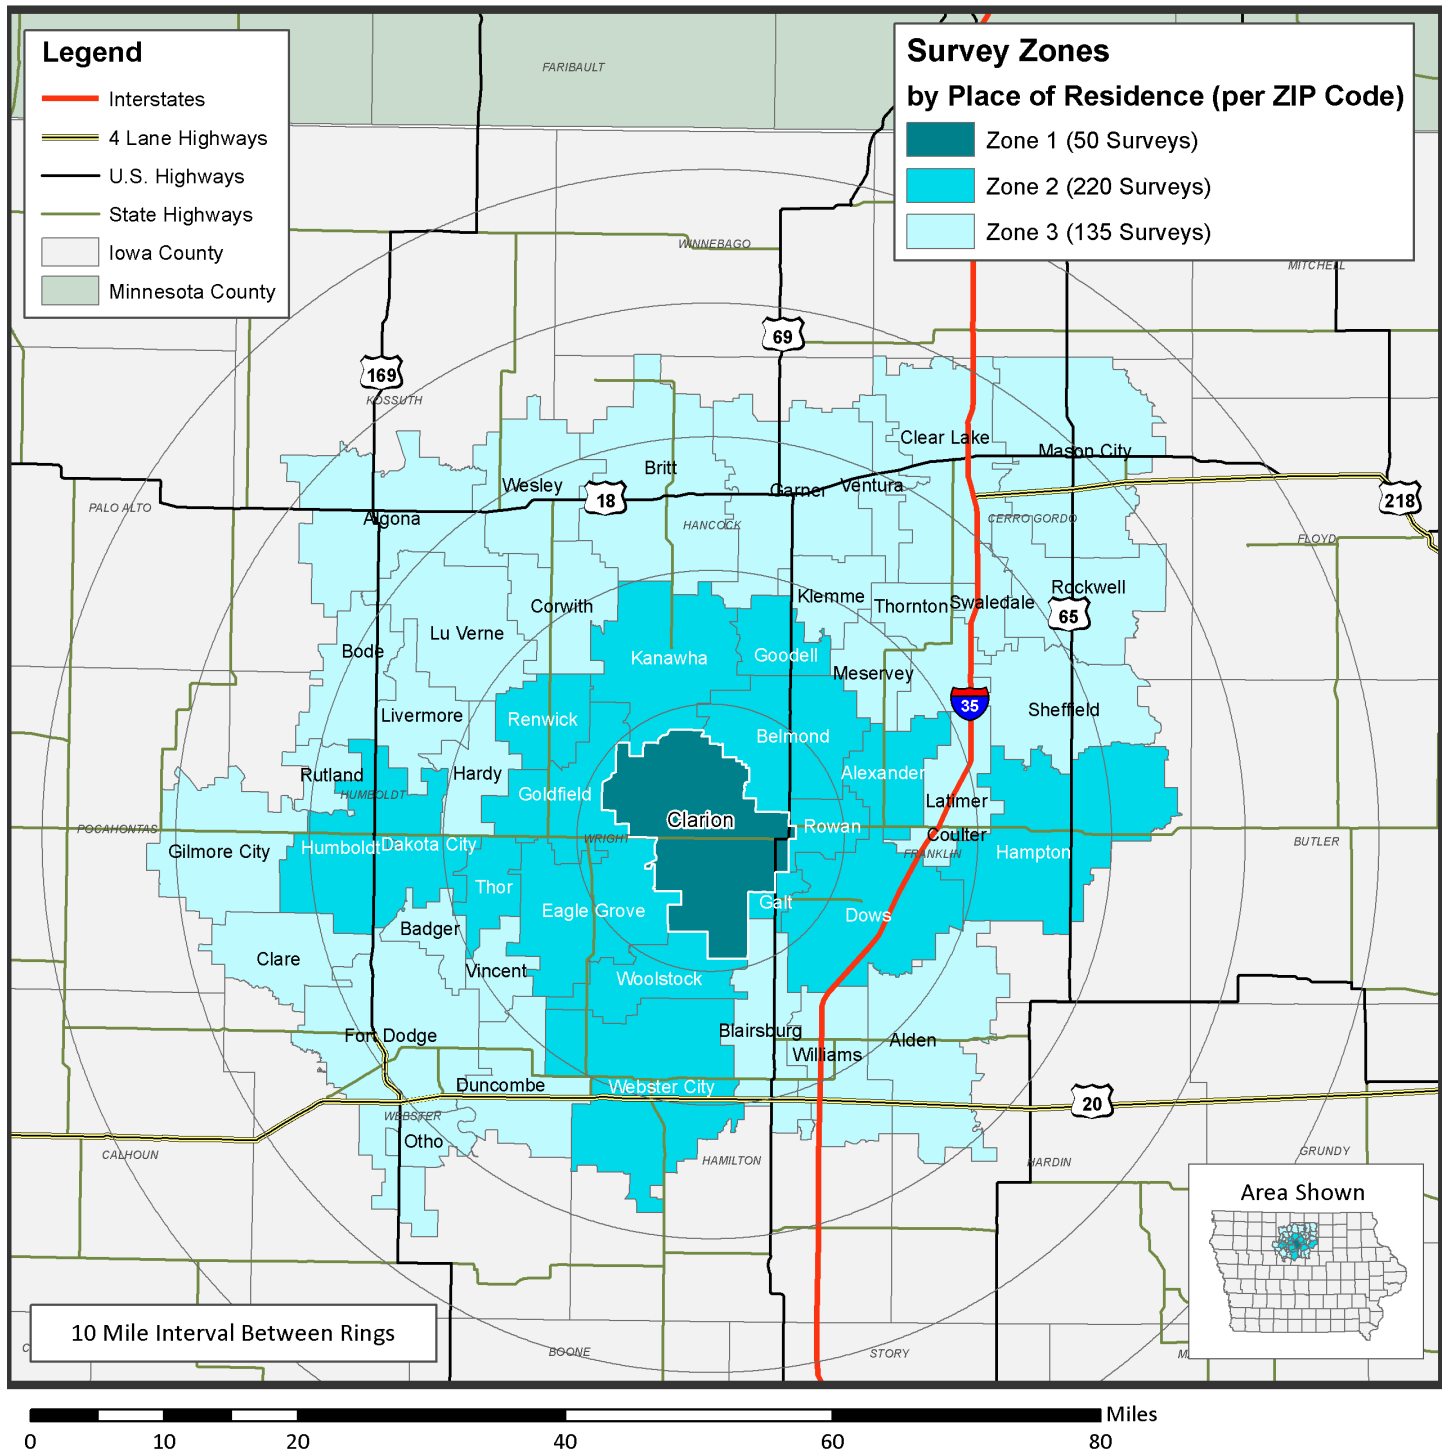 Legend
Interstates
4 Lane Highways
U.S. Highways
State Highways
Iowa County
Minnesota County
Survey Zones
by Place of Residence (per ZIP Code)
Zone 1 (50 Surveys)
Zone 2 (220 Surveys)
Zone 3 (135 Surveys)
FARIBAULT
WINNEBAGO
MITCHELL
69
169
KOSSUTH
Clear Lake
Mason City
Britt
Wesley
18
Garner
Ventura
218
PALO ALTO
Algona
HANCOCK
CERRO GORDO
FLOYD
Corwith
Klemme
Thornton
Swaledale
Rockwell
65
Lu Verne
Bode
Kanawha
Goodell
Meservey
35
Livermore
Renwick
Sheffield
Belmond
Rutland
Hardy
Alexander
HUMBOLDT
Goldfield
Latimer
Clarion
Rowan
POCAHONTAS
WRIGHT
Coulter
BUTLER
Gilmore City
Humboldt
Dakota City
FRANKLIN
Hampton
Thor
Eagle Grove
Galt
Dows
Badger
Clare
Vincent
Woolstock
Fort Dodge
Blairsburg
Williams
Alden
Duncombe
Webster City
20
WEBSTER
Otho
CALHOUN
HAMILTON
HARDIN
GRUNDY
Area Shown
10 Mile Interval Between Rings
BOONE
STORY
Miles
0 10 20 40 60 80